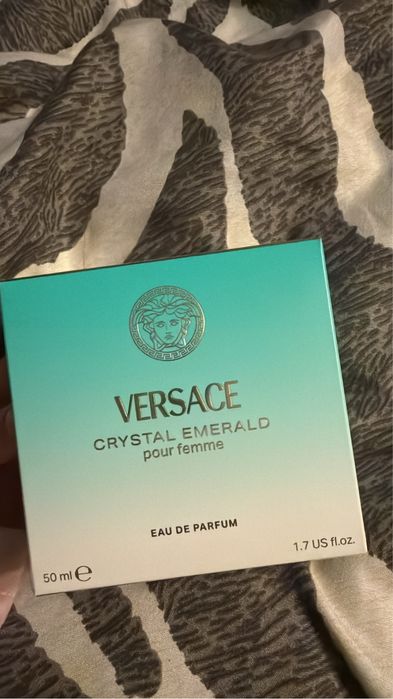 VERSACE
CRYSTAL EMERALD
pour femme
EAU DE PARFUM
50 ml ℮
1.7 US fl.oz.